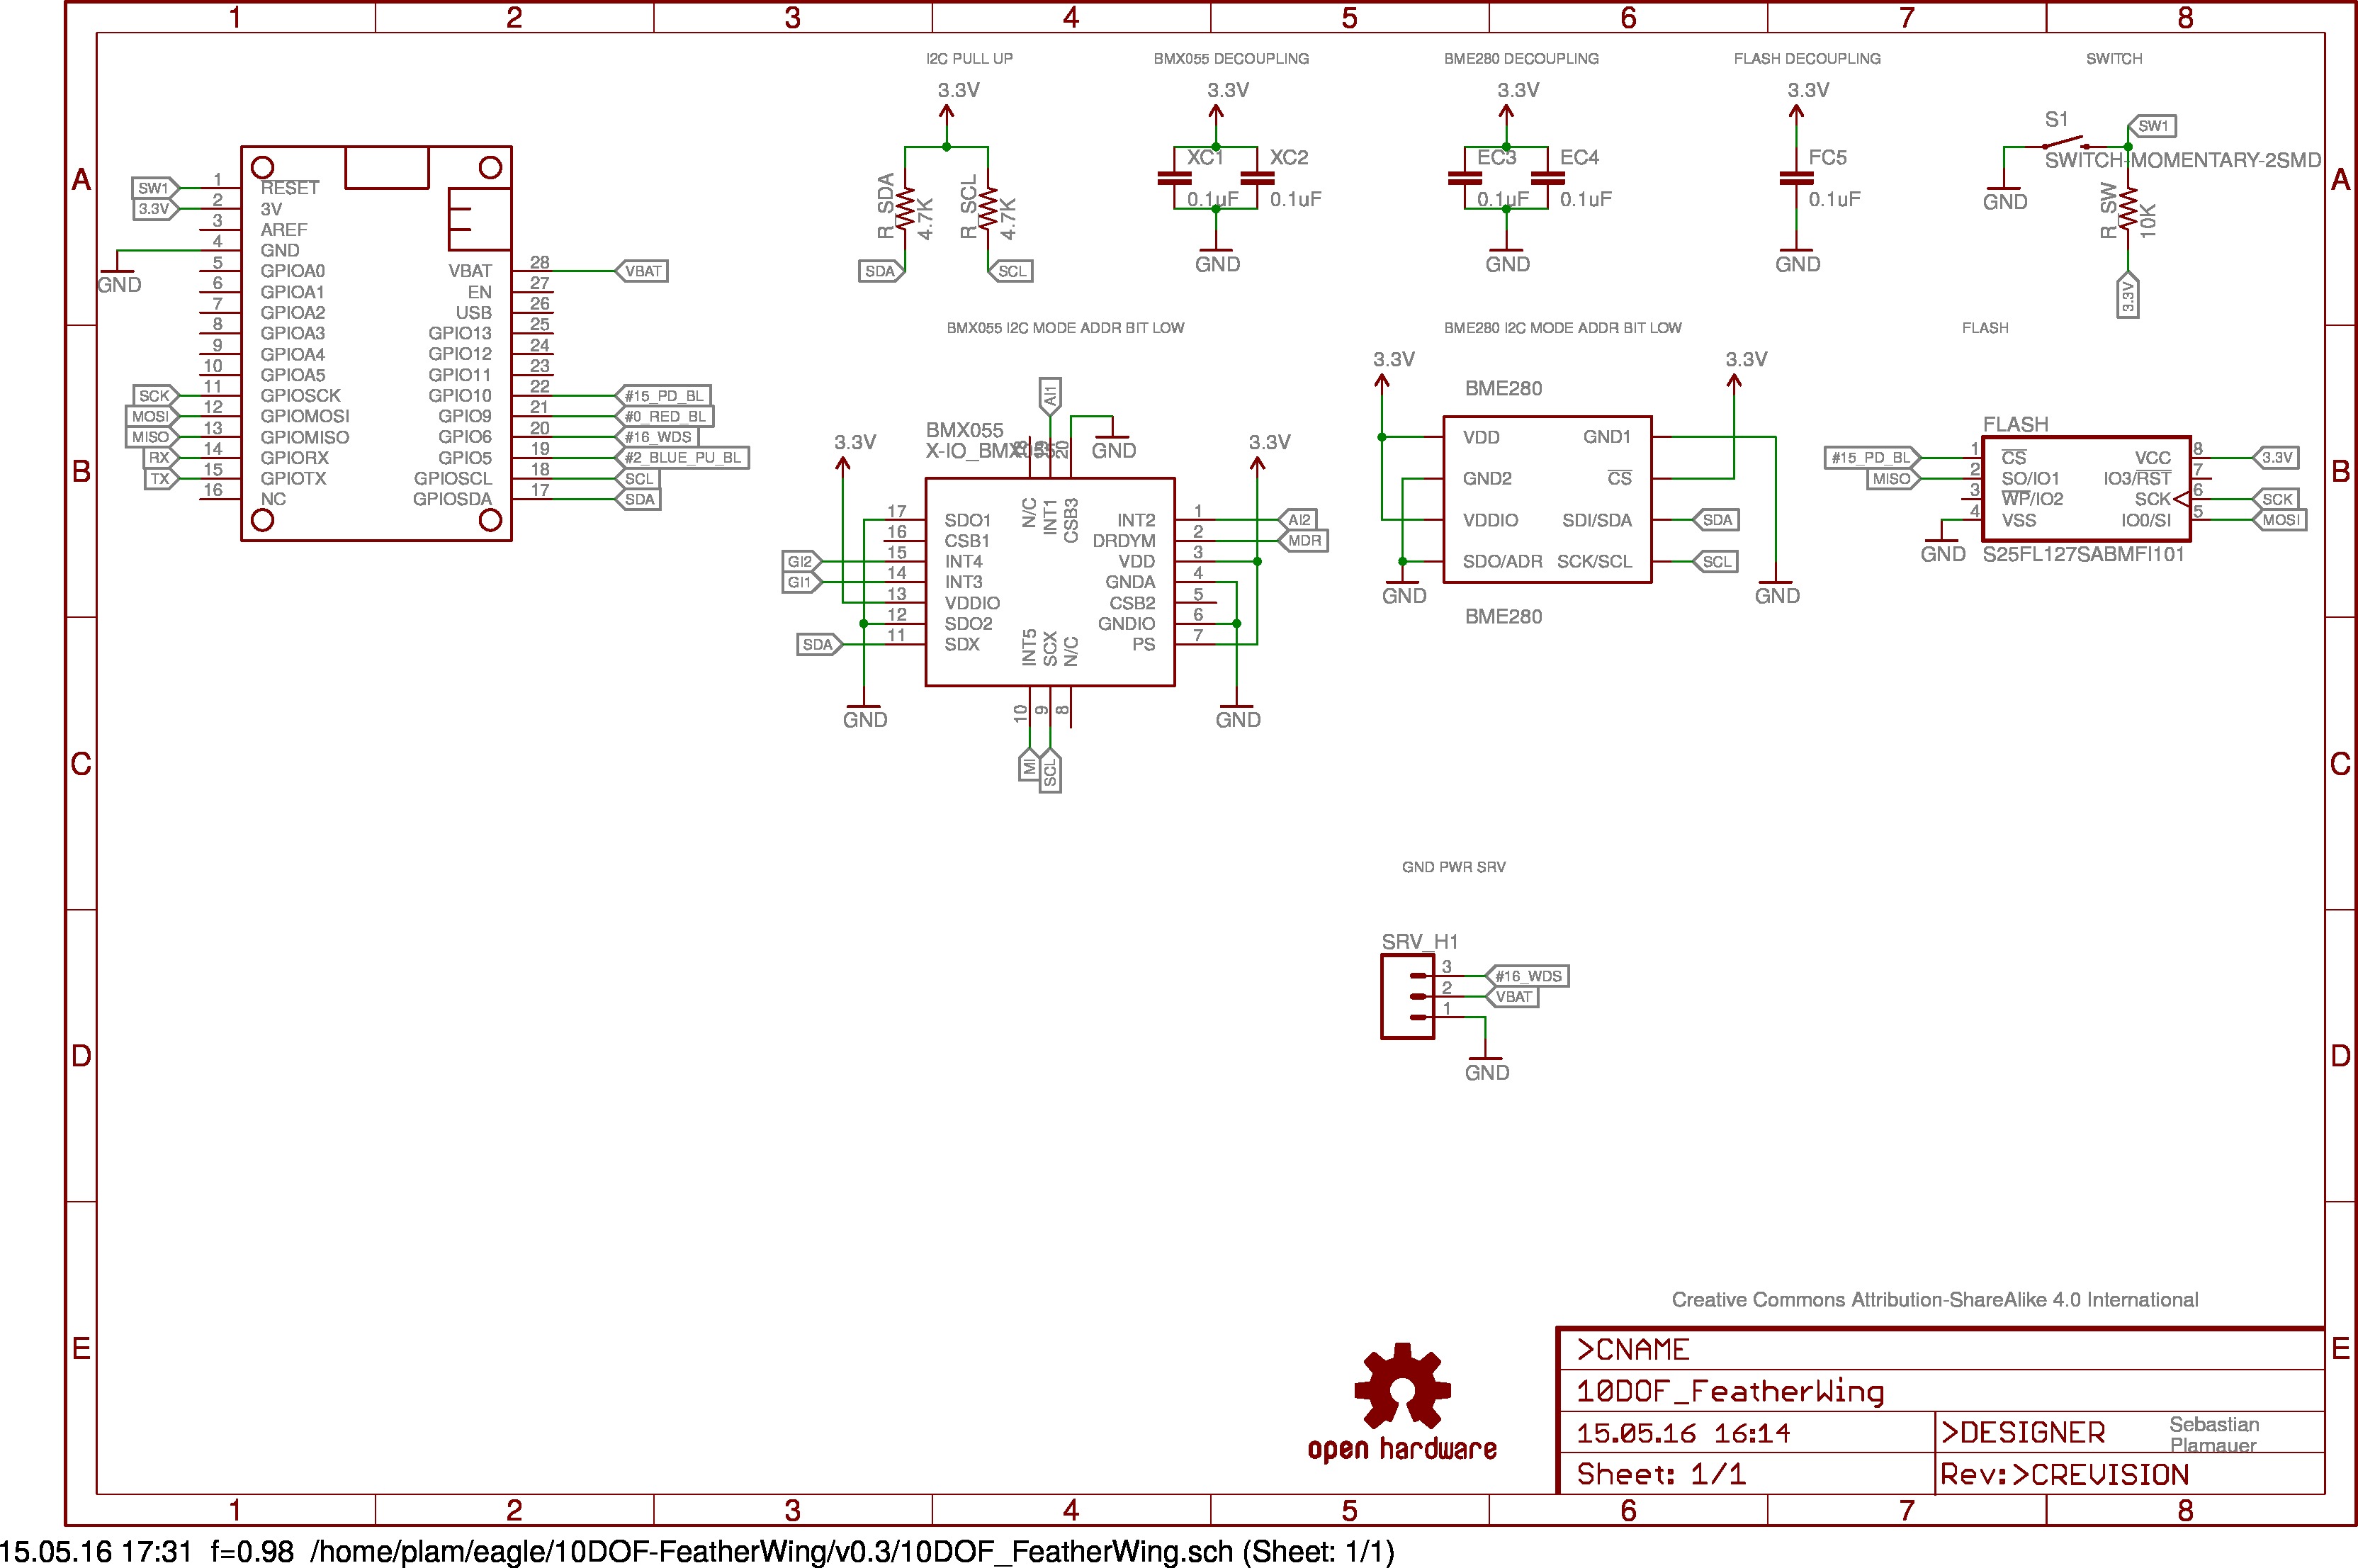 1 2 3 4 5 6 7 8
A
B
C
D
E
A
B
C
D
E
SW1
3.3V
GND
1
2
3
4
5
6
7
8
9
10
11
12
13
14
15
16
RESET
3V
AREF
GND
GPIOA0
GPIOA1
GPIOA2
GPIOA3
GPIOA4
GPIOA5
GPIOSCK
GPIOMOSI
GPIOMISO
GPIORX
GPIOTX
NC
SCK
MOSI
MISO
RX
TX
VBAT
EN
USB
GPIO13
GPIO12
GPIO11
GPIO10
GPIO9
GPIO6
GPIO5
GPIOSCL
GPIOSDA
28
27
26
25
24
23
22
21
20
19
18
17
VBAT
#15_PD_BL
#0_RED_BL
#16_WDS
#2_BLUE_PU_BL
SCL
SDA
I2C PULL UP
3.3V
R_SDA
4.7K
R_SCL
4.7K
SDA
SCL
BMX055 DECOUPLING
3.3V
XC1
XC2
0.1uF
0.1uF
GND
BME280 DECOUPLING
3.3V
EC3
EC4
0.1uF
0.1uF
GND
FLASH DECOUPLING
3.3V
FC5
0.1uF
GND
SWITCH
S1
SW1
SWITCH-MOMENTARY-2SMD
GND
R_SW
10K
3.3V
BMX055 I2C MODE ADDR BIT LOW
AI1
BMX055
X-IO_BMX055
20
GND
3.3V
3.3V
N/C
INT1
CSB3
17
16
15
14
13
12
11
SDO1
CSB1
INT4
INT3
VDDIO
SDO2
SDX
GI2
GI1
SDA
INT2
DRDYM
VDD
GNDA
CSB2
GNDIO
PS
1
2
3
4
5
6
7
AI2
MDR
INT5
SCX
N/C
10
9
8
MI
SCL
GND
GND
BME280 I2C MODE ADDR BIT LOW
3.3V
3.3V
BME280
VDD
GND2
VDDIO
SDO/ADR
GND1
CS
SDI/SDA
SCK/SCL
SDA
SCL
GND
GND
BME280
FLASH
FLASH
#15_PD_BL
MISO
1
2
3
4
CS
SO/IO1
WP/IO2
VSS
VCC
IO3/RST
SCK
IO0/SI
8
7
6
5
3.3V
SCK
MOSI
GND
S25FL127SABMFI101
GND PWR SRV
SRV_H1
3
2
1
#16_WDS
VBAT
GND
Creative Commons Attribution-ShareAlike 4.0 International
open hardware
>CNAME
10DOF_FeatherWing
15.05.16 16:14
>DESIGNER
Sebastian
Plamauer
Sheet: 1/1
Rev:>CREVISION
1 2 3 4 5 6 7 8
15.05.16 17:31 f=0.98 /home/plam/eagle/10DOF-FeatherWing/v0.3/10DOF_FeatherWing.sch (Sheet: 1/1)